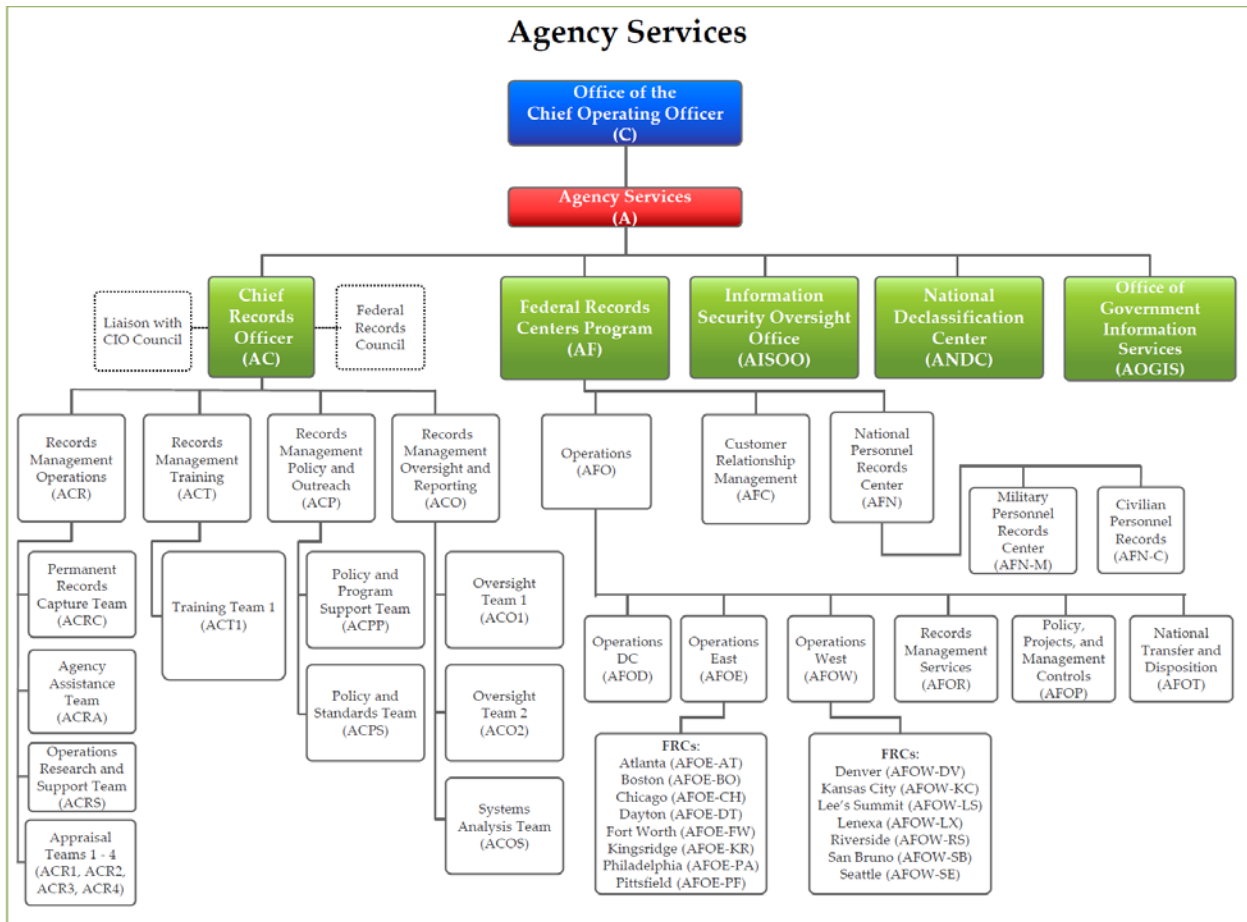 Agency Services
Office of the
Chief Operating Officer
(C)
Agency Services
(A)
Liaison with
CIO Council
Chief
Records
Officer
(AC)
Federal
Records
Council
Federal Records
Centers Program
(AF)
Information
Security Oversight
Office
(AISOO)
National
Declassification
Center
(ANDC)
Office of
Government
Information
Services
(AOGIS)
Records
Management
Operations
(ACR)
Records
Management
Training
(ACT)
Records
Management
Policy and
Outreach
(ACP)
Records
Management
Oversight and
Reporting
(ACO)
Operations
(AFO)
Customer
Relationship
Management
(AFC)
National
Personnel
Records
Center
(AFN)
Military
Personnel
Records
Center
(AFN-M)
Civilian
Personnel
Records
(AFN-C)
Permanent
Records
Capture Team
(ACRC)
Agency
Assistance
Team
(ACRA)
Operations
Research and
Support Team
(ACRS)
Appraisal
Teams 1 - 4
(ACR1, ACR2,
ACR3, ACR4)
Training Team 1
(ACT1)
Policy and
Program
Support Team
(ACPP)
Policy and
Standards Team
(ACPS)
Oversight
Team 1
(ACO1)
Oversight
Team 2
(ACO2)
Systems
Analysis Team
(ACOS)
Operations
DC
(AFOD)
Operations
East
(AFOE)
Operations
West
(AFOW)
Records
Management
Services
(AFOR)
Policy,
Projects, and
Management
Controls
(AFOP)
National
Transfer and
Disposition
(AFOT)
FRCs:
Atlanta (AFOE-AT)
Boston (AFOE-BO)
Chicago (AFOE-CH)
Dayton (AFOE-DT)
Fort Worth (AFOE-FW)
Kingsridge (AFOE-KR)
Philadelphia (AFOE-PA)
Pittsfield (AFOE-PF)
FRCs:
Denver (AFOW-DV)
Kansas City (AFOW-KC)
Lee's Summit (AFOW-LS)
Lenexa (AFOW-LX)
Riverside (AFOW-RS)
San Bruno (AFOW-SB)
Seattle (AFOW-SE)